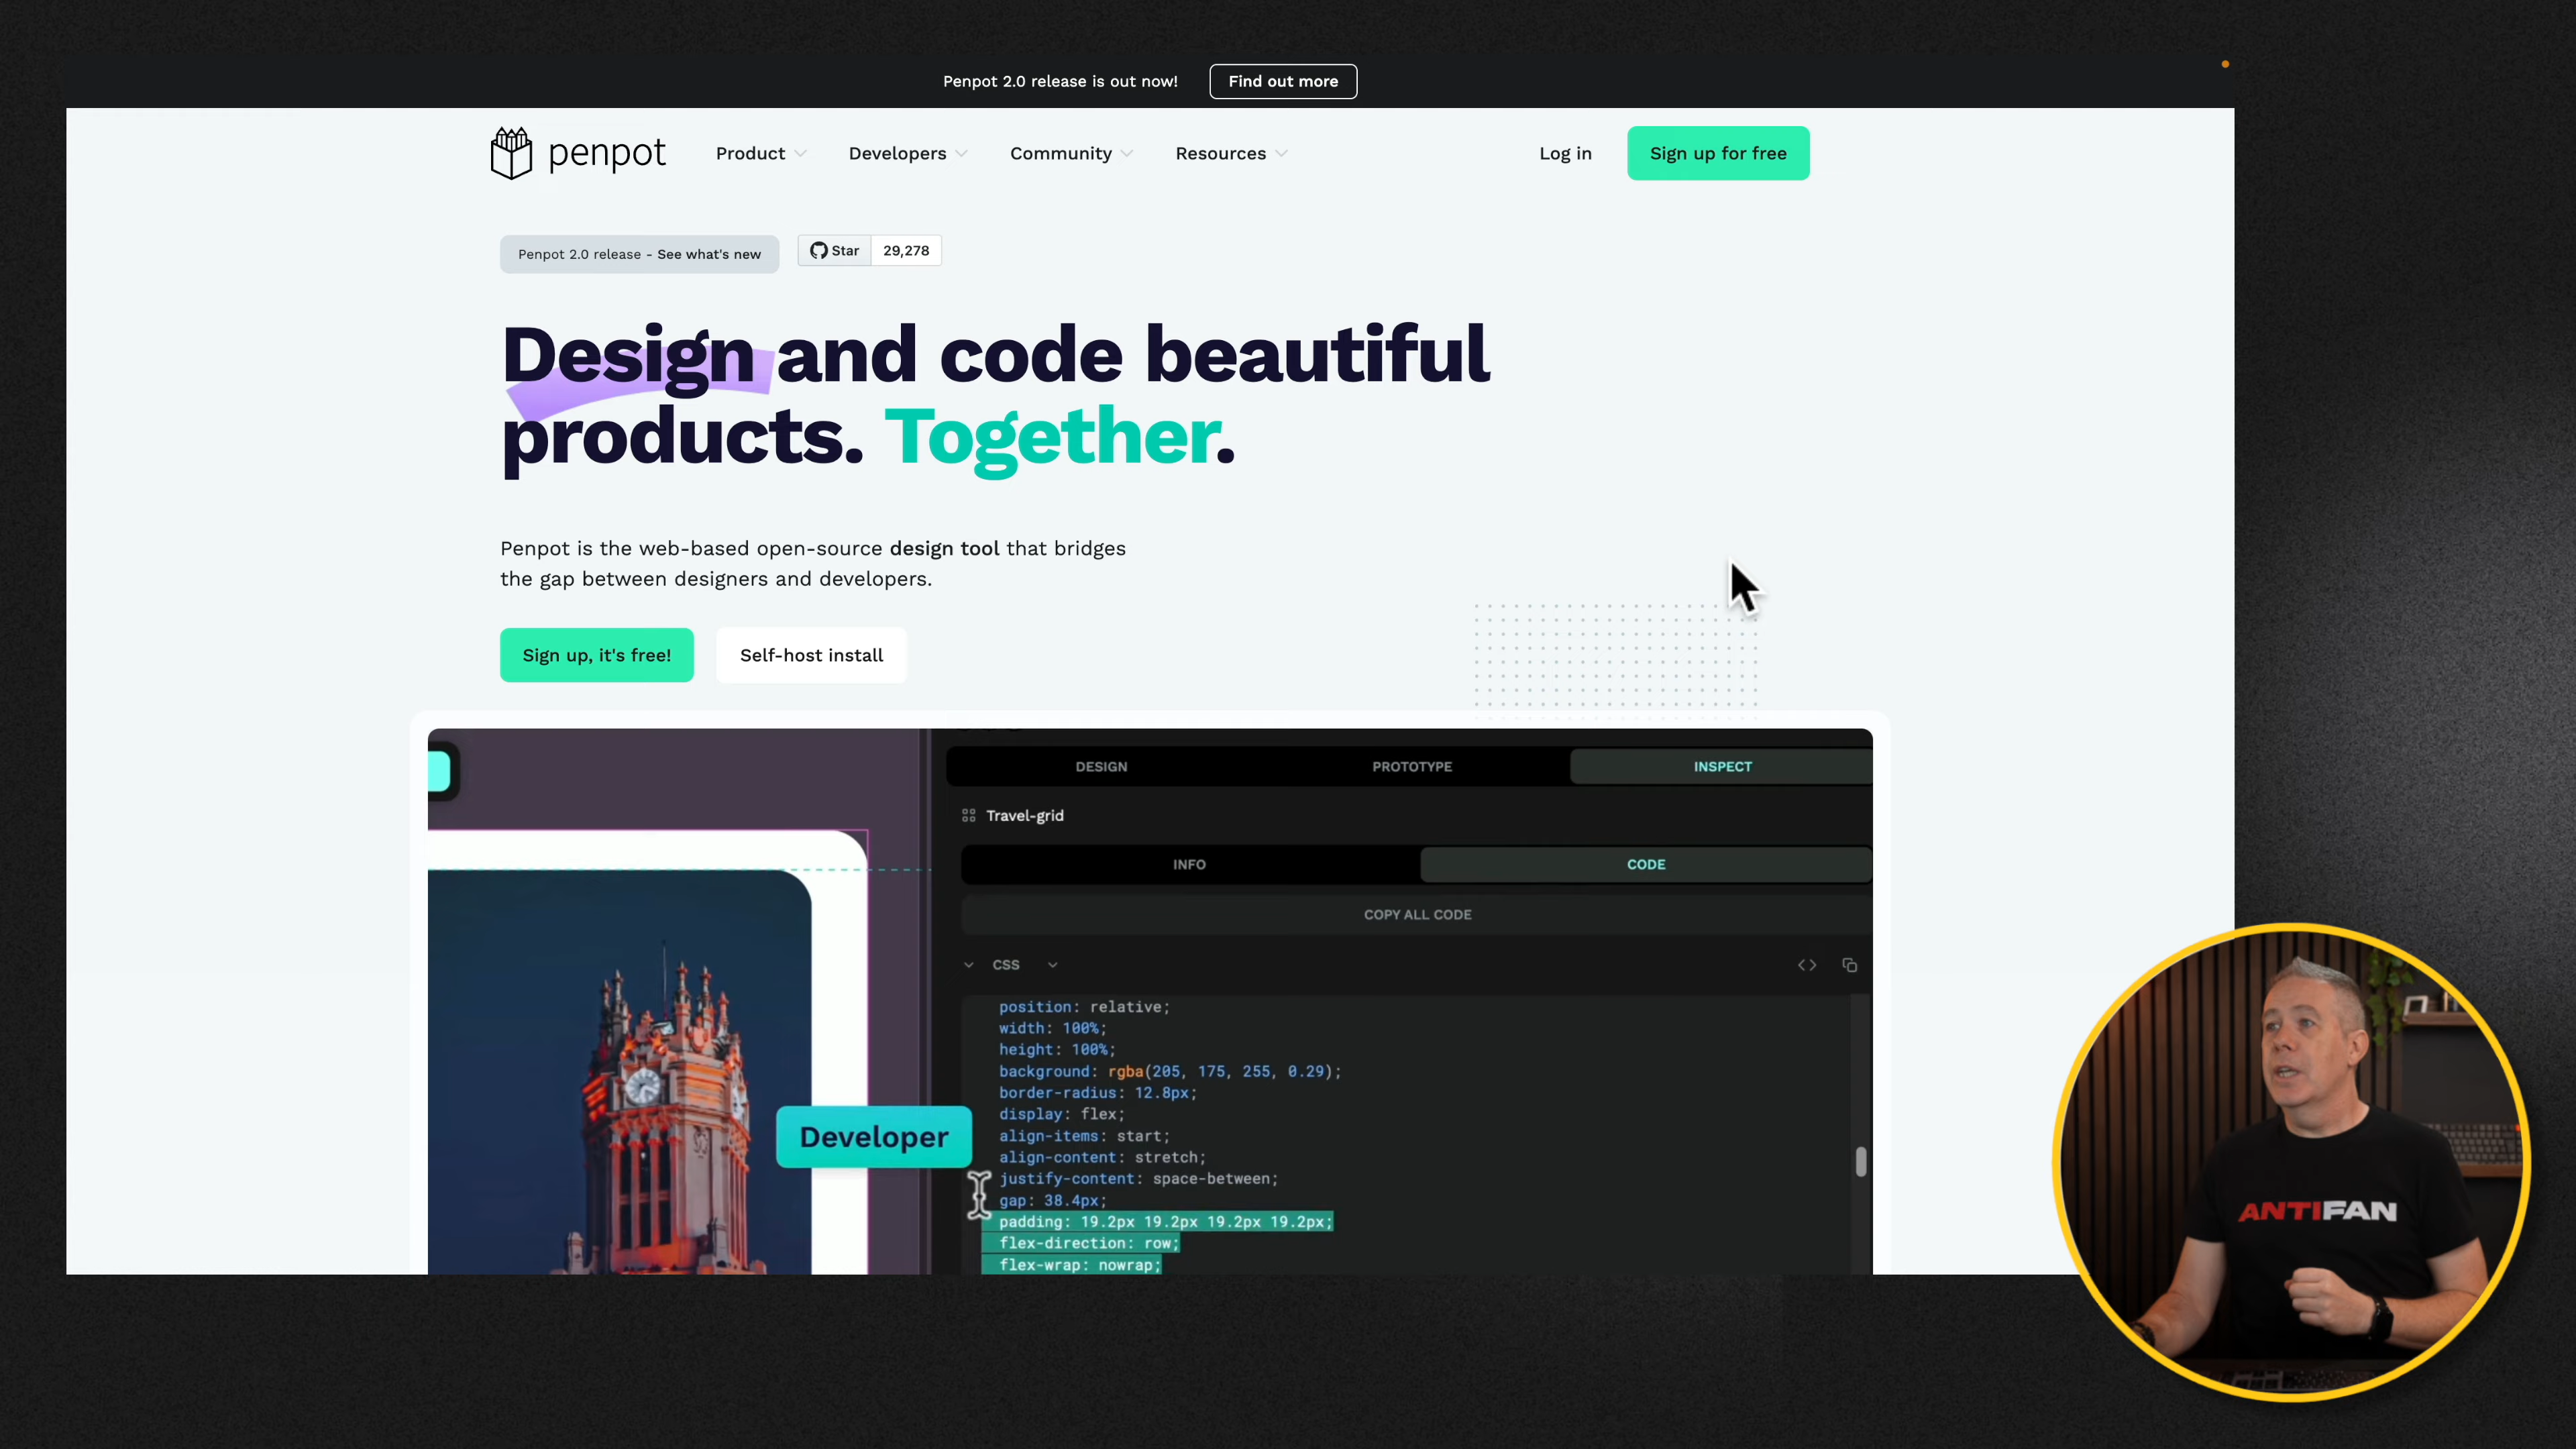 Penpot 2.0 release is out now! Find out more
penpot Product Developers Community Resources Log in Sign up for free
Penpot 2.0 release - See what's new Star 29,278
Design and code beautiful
products. Together.
Penpot is the web-based open-source design tool that bridges
the gap between designers and developers.
Sign up, it's free! Self-host install
DESIGN PROTOTYPE INSPECT
Travel-grid
INFO CODE
COPY ALL CODE
CSS
position: relative;
width: 100%;
height: 100%;
background: rgba(205, 175, 255, 0.29);
border-radius: 12.8px;
display: flex;
align-items: start;
align-content: stretch;
justify-content: space-between;
gap: 38.4px;
padding: 19.2px 19.2px 19.2px 19.2px;
flex-direction: row;
flex-wrap: nowrap;
Developer
ANTIFAN